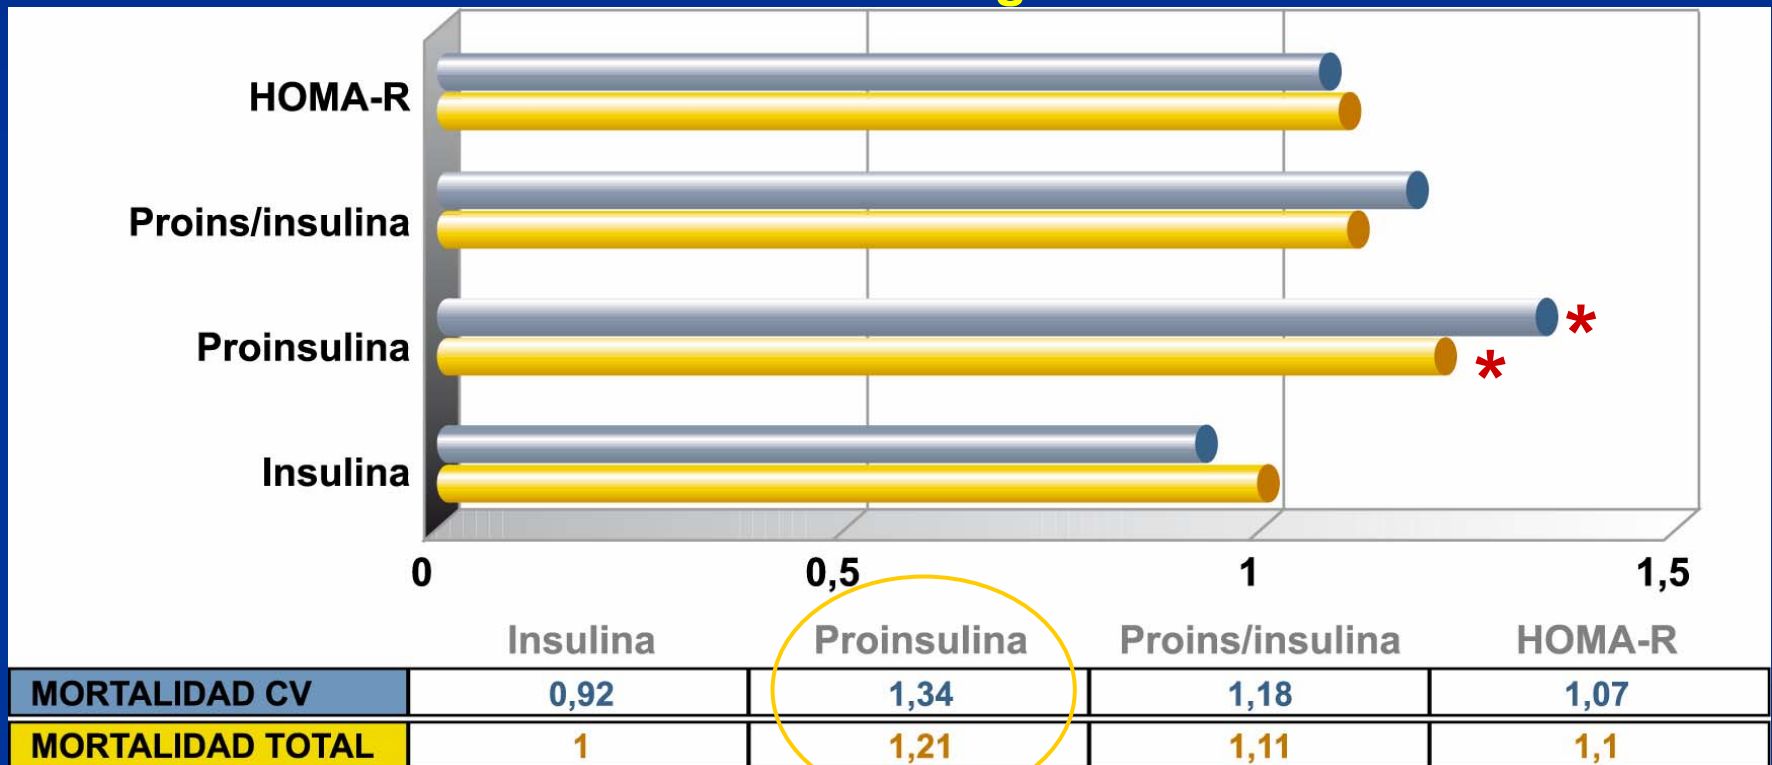 HOMA-R
Proins/insulina
Proinsulina
*
*
Insulina
0 0,5 1 1,5
Insulina Proinsulina Proins/insulina HOMA-R
MORTALIDAD CV 0,92 1,34 1,18 1,07
MORTALIDAD TOTAL 1 1,21 1,11 1,1